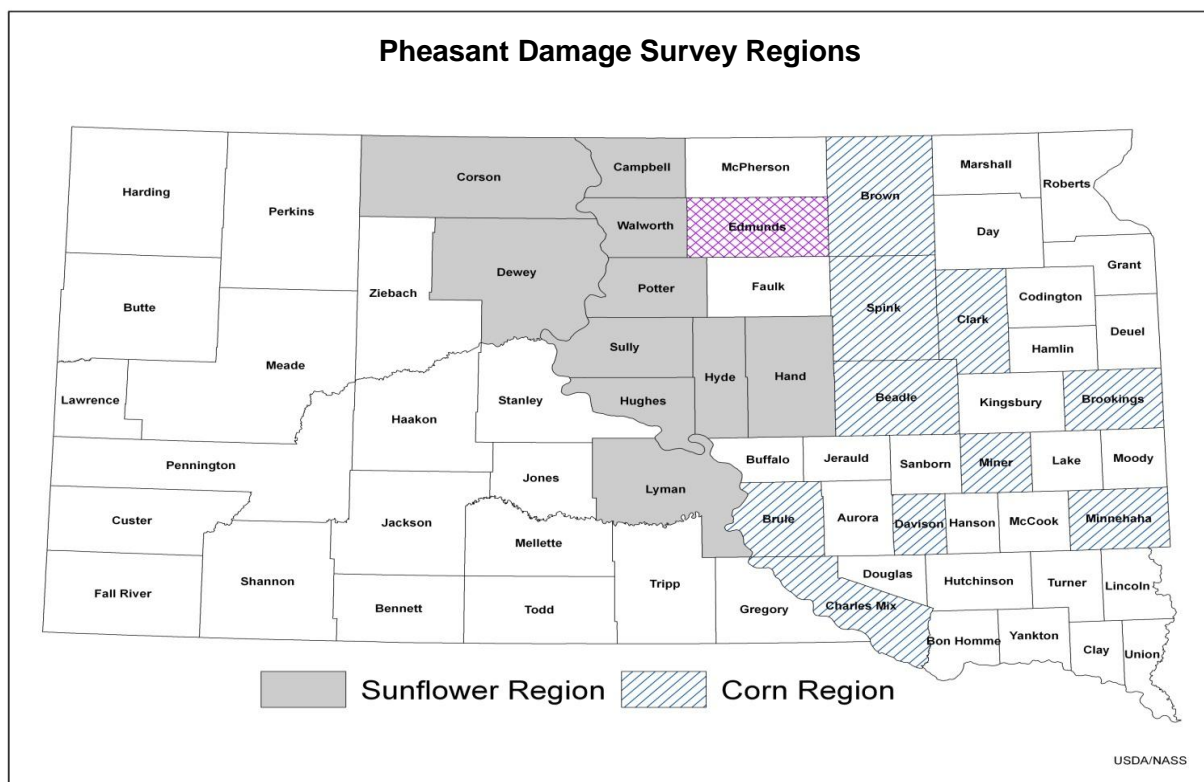 Pheasant Damage Survey Regions
Harding
Perkins
Corson
Campbell
McPherson
Brown
Marshall
Roberts
Walworth
Edmunds
Day
Butte
Ziebach
Dewey
Potter
Faulk
Spink
Clark
Codington
Grant
Deuel
Hamlin
Lawrence
Meade
Haakon
Stanley
Sully
Hughes
Hyde
Hand
Beadle
Kingsbury
Brookings
Pennington
Jones
Lyman
Buffalo
Jerauld
Sanborn
Miner
Lake
Moody
Custer
Jackson
Mellette
Brule
Aurora
Davison
Hanson
McCook
Minnehaha
Fall River
Shannon
Bennett
Todd
Tripp
Gregory
Charles Mix
Douglas
Hutchinson
Turner
Lincoln
Bon Homme
Yankton
Clay
Union
Sunflower Region
Corn Region
USDA/NASS